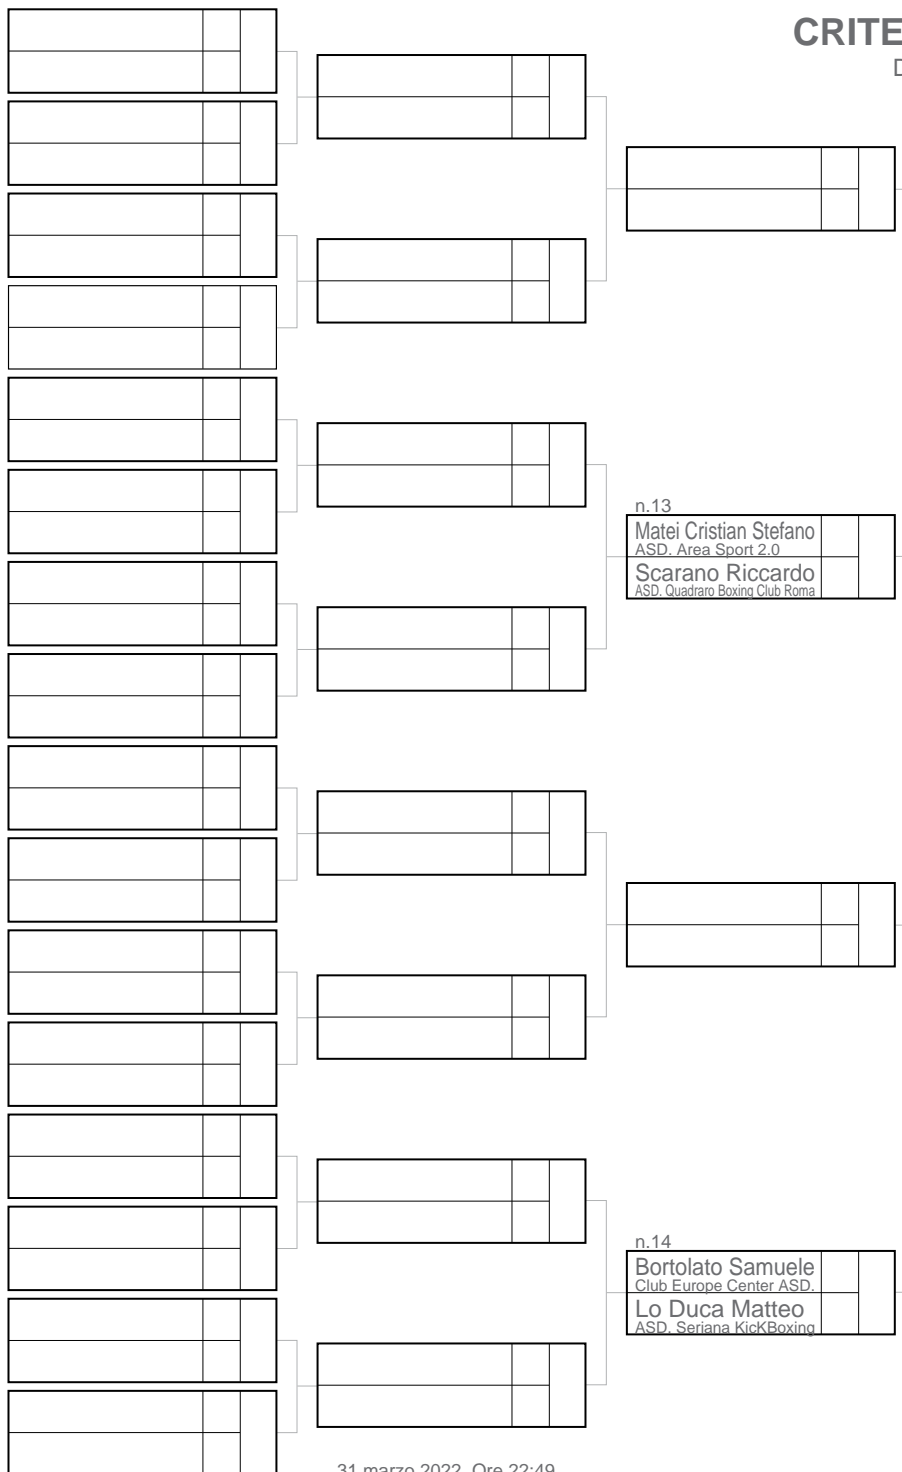 CRITE
D
n.13
Matei Cristian Stefano
ASD. Area Sport 2.0
Scarano Riccardo
ASD. Quadraro Boxing Club Roma
n.14
Bortolato Samuele
Club Europe Center ASD.
Lo Duca Matteo
ASD. Seriana KicKBoxing
31 marzo 2022 Ore 22:49